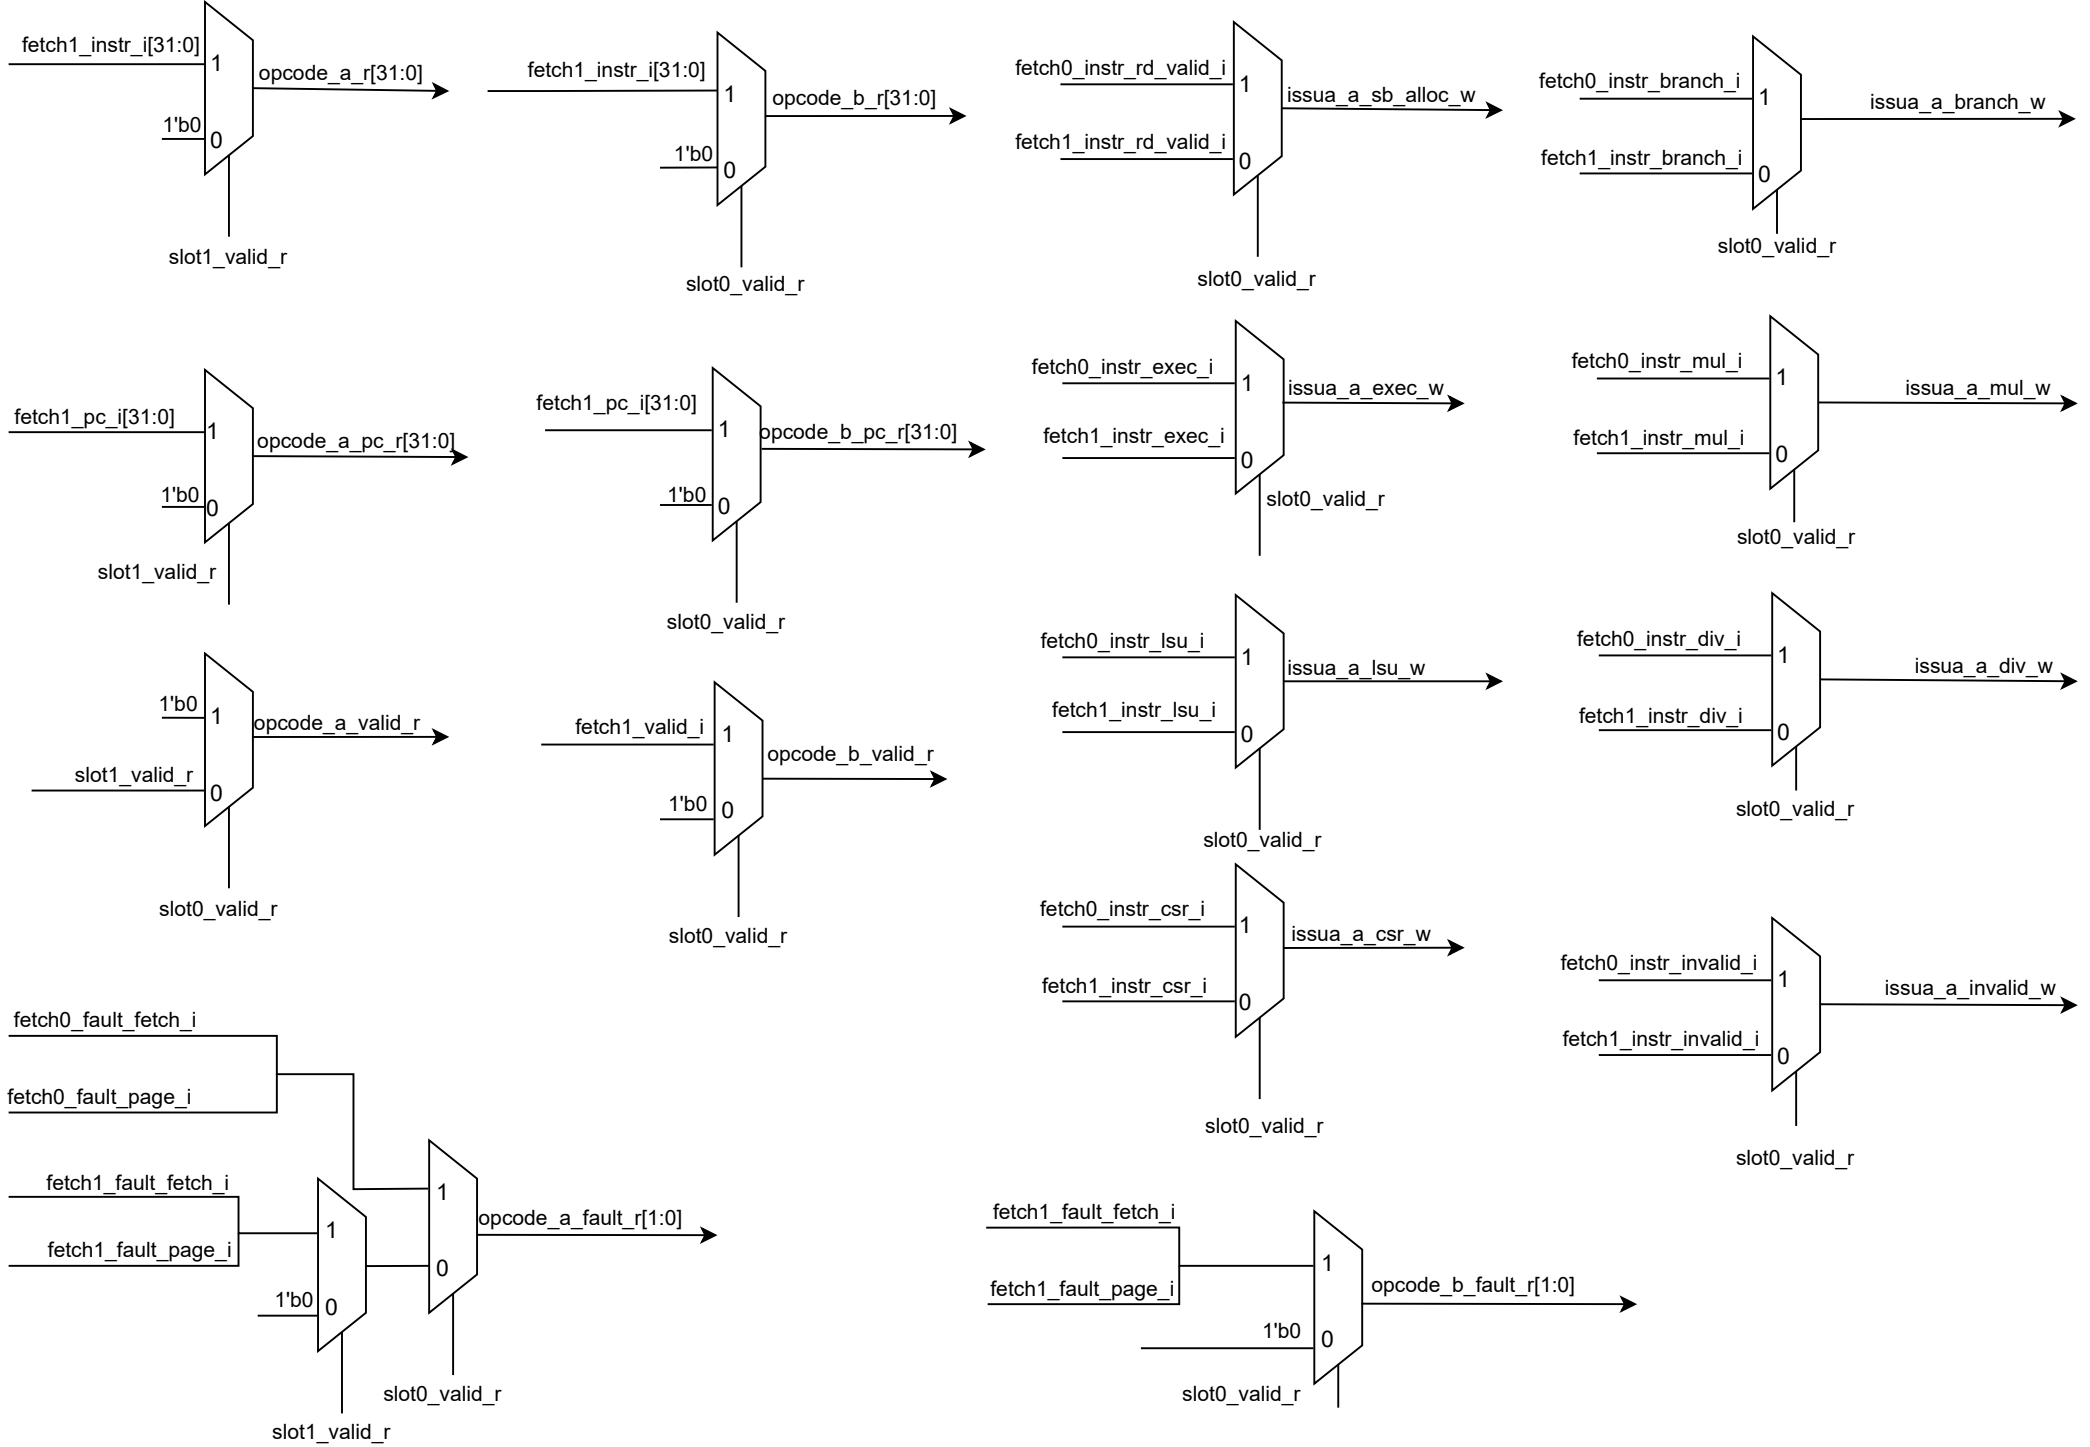 fetch1_instr_i[31:0]
1
opcode_a_r[31:0]
1'b0
0
slot1_valid_r
fetch1_instr_i[31:0]
1
opcode_b_r[31:0]
1'b0
0
slot0_valid_r
fetch0_instr_rd_valid_i
1
issua_a_sb_alloc_w
fetch1_instr_rd_valid_i
0
slot0_valid_r
fetch0_instr_branch_i
1
issua_a_branch_w
fetch1_instr_branch_i
0
slot0_valid_r
fetch1_pc_i[31:0]
1
opcode_a_pc_r[31:0]
1'b0
0
slot1_valid_r
fetch1_pc_i[31:0]
1
opcode_b_pc_r[31:0]
1'b0
0
slot0_valid_r
fetch0_instr_exec_i
1
issua_a_exec_w
fetch1_instr_exec_i
0
slot0_valid_r
fetch0_instr_mul_i
1
issua_a_mul_w
fetch1_instr_mul_i
0
slot0_valid_r
1'b0
1
opcode_a_valid_r
slot1_valid_r
0
slot0_valid_r
fetch1_valid_i
1
opcode_b_valid_r
1'b0
0
slot0_valid_r
fetch0_instr_lsu_i
1
issua_a_lsu_w
fetch1_instr_lsu_i
0
slot0_valid_r
fetch0_instr_div_i
1
issua_a_div_w
fetch1_instr_div_i
0
slot0_valid_r
fetch0_instr_csr_i
1
issua_a_csr_w
fetch1_instr_csr_i
0
slot0_valid_r
fetch0_instr_invalid_i
1
issua_a_invalid_w
fetch1_instr_invalid_i
0
slot0_valid_r
fetch0_fault_fetch_i
fetch0_fault_page_i
fetch1_fault_fetch_i
1
fetch1_fault_page_i
1'b0
0
slot1_valid_r
1
opcode_a_fault_r[1:0]
0
slot0_valid_r
fetch1_fault_fetch_i
1
fetch1_fault_page_i
opcode_b_fault_r[1:0]
1'b0
0
slot0_valid_r